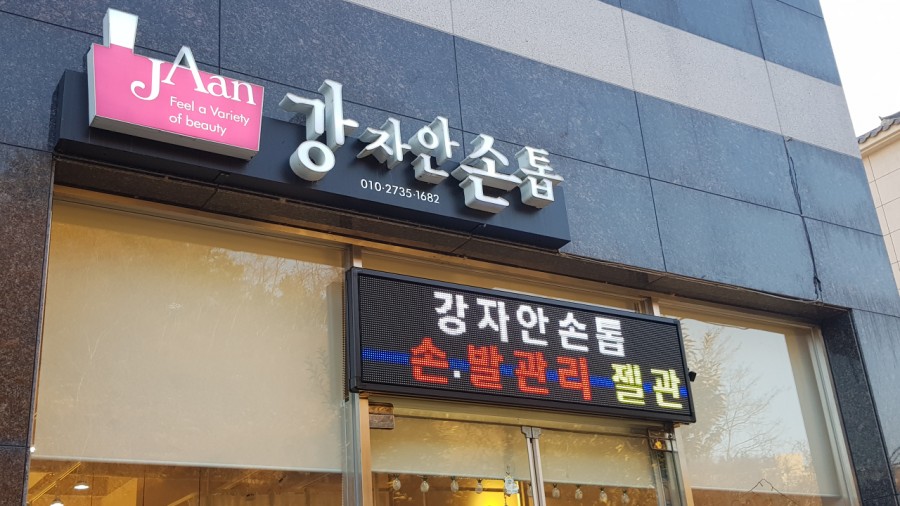 JAan
Feel a Variety
of beauty
강자안손톱
010-2735-1682
강자안손톱
손.발관리 젤관